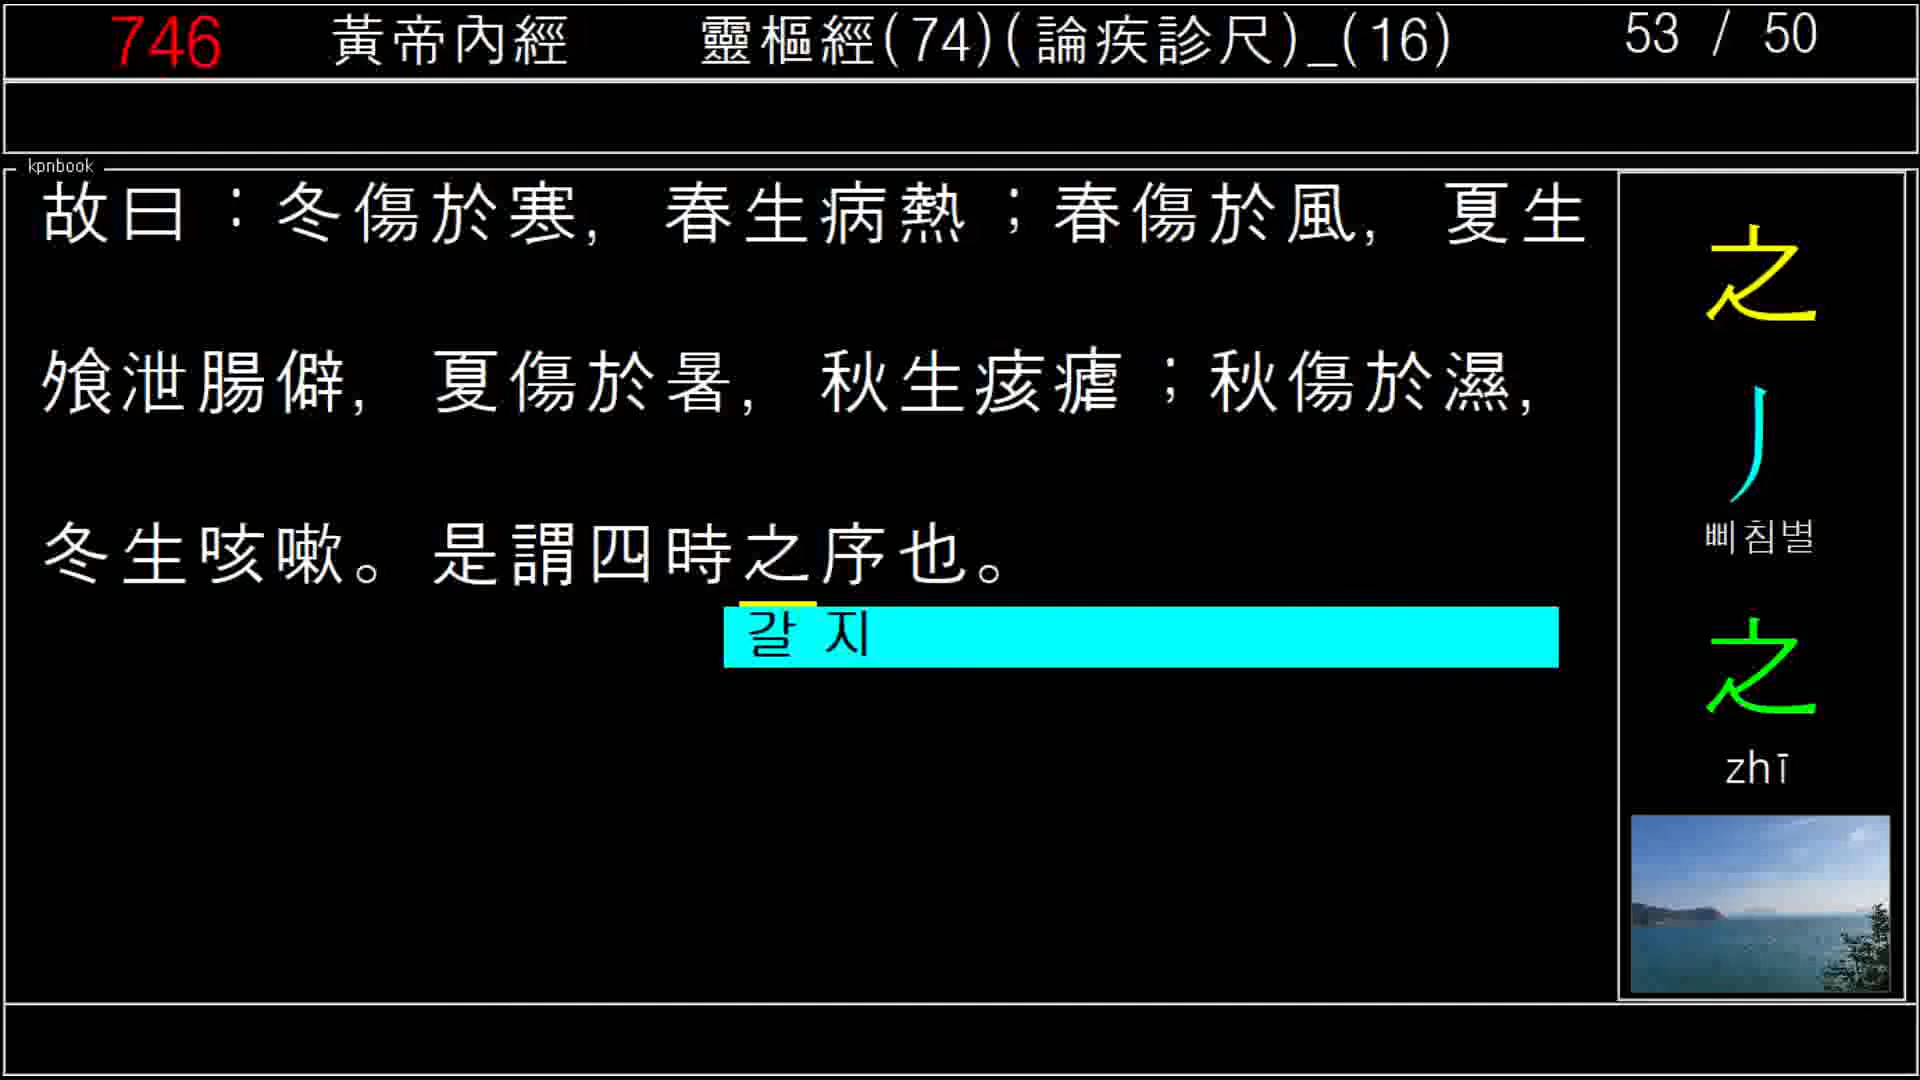 746 黃帝內經 靈樞經(74)(論疾診尺)_(16) 53 / 50
kpnbook
故曰：冬傷於寒, 春生病熱；春傷於風, 夏生
飱泄腸僻, 夏傷於暑, 秋生痎瘧；秋傷於濕,
冬生咳嗽。是謂四時之序也。
갈 지
之
丿
삐침별
之
zhī